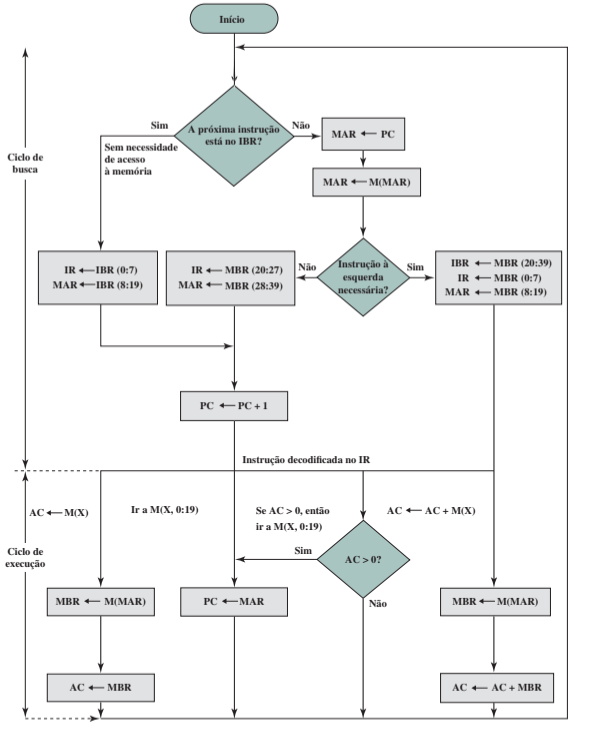 Início
A próxima instrução
está no IBR?
Sim
Não
Sem necessidade
de acesso
à memória
MAR ← PC
MAR ← M(MAR)
Ciclo de
busca
Instrução à
esquerda
necessária?
Não
Sim
IR ← IBR (0:7)
MAR ← IBR (8:19)
IR ← MBR (20:27)
MAR ← MBR (28:39)
IBR ← MBR (20:39)
IR ← MBR (0:7)
MAR ← MBR (8:19)
PC ← PC + 1
Instrução decodificada no IR
AC ← M(X)
Ir a M(X, 0:19)
Se AC > 0, então
ir a M(X, 0:19)
AC ← AC + M(X)
Ciclo de
execução
Sim
AC > 0?
Não
MBR ← M(MAR)
PC ← MAR
MBR ← M(MAR)
AC ← MBR
AC ← AC + MBR